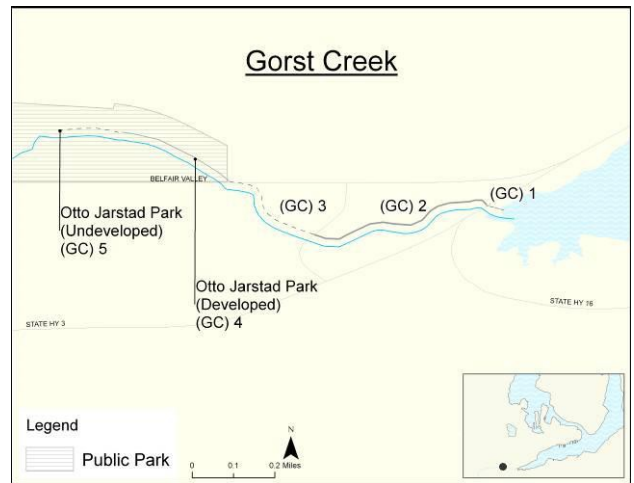 Gorst Creek
BELFAIR VALLEY
(GC) 1
(GC) 2
(GC) 3
Otto Jarstad Park
(Undeveloped)
(GC) 5
Otto Jarstad Park
(Developed)
(GC) 4
STATE HY 16
STATE HY 3
Legend
Public Park
N
0 0.1 0.2 Miles